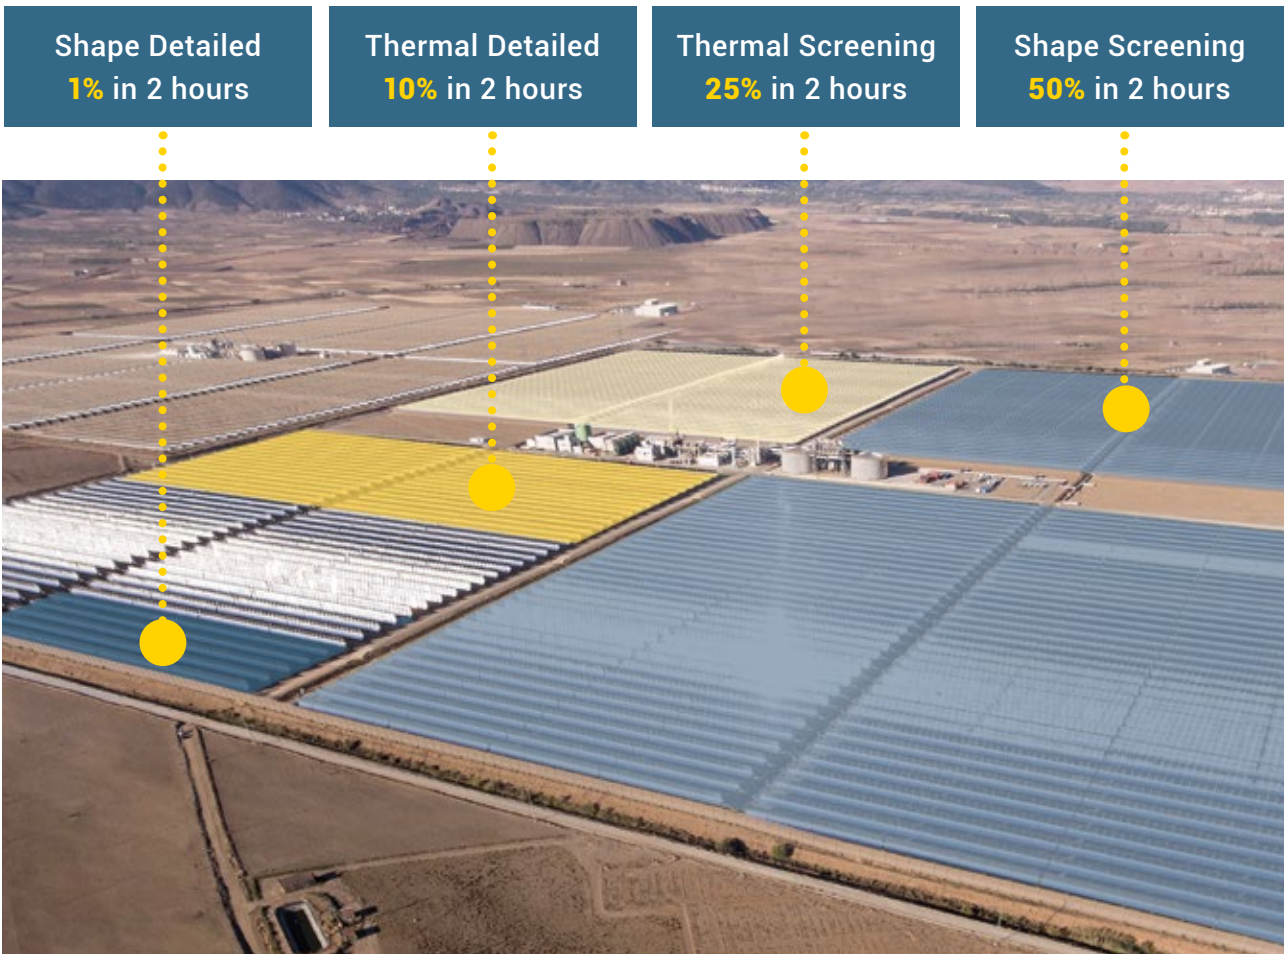 Shape Detailed
1% in 2 hours
Thermal Detailed
10% in 2 hours
Thermal Screening
25% in 2 hours
Shape Screening
50% in 2 hours